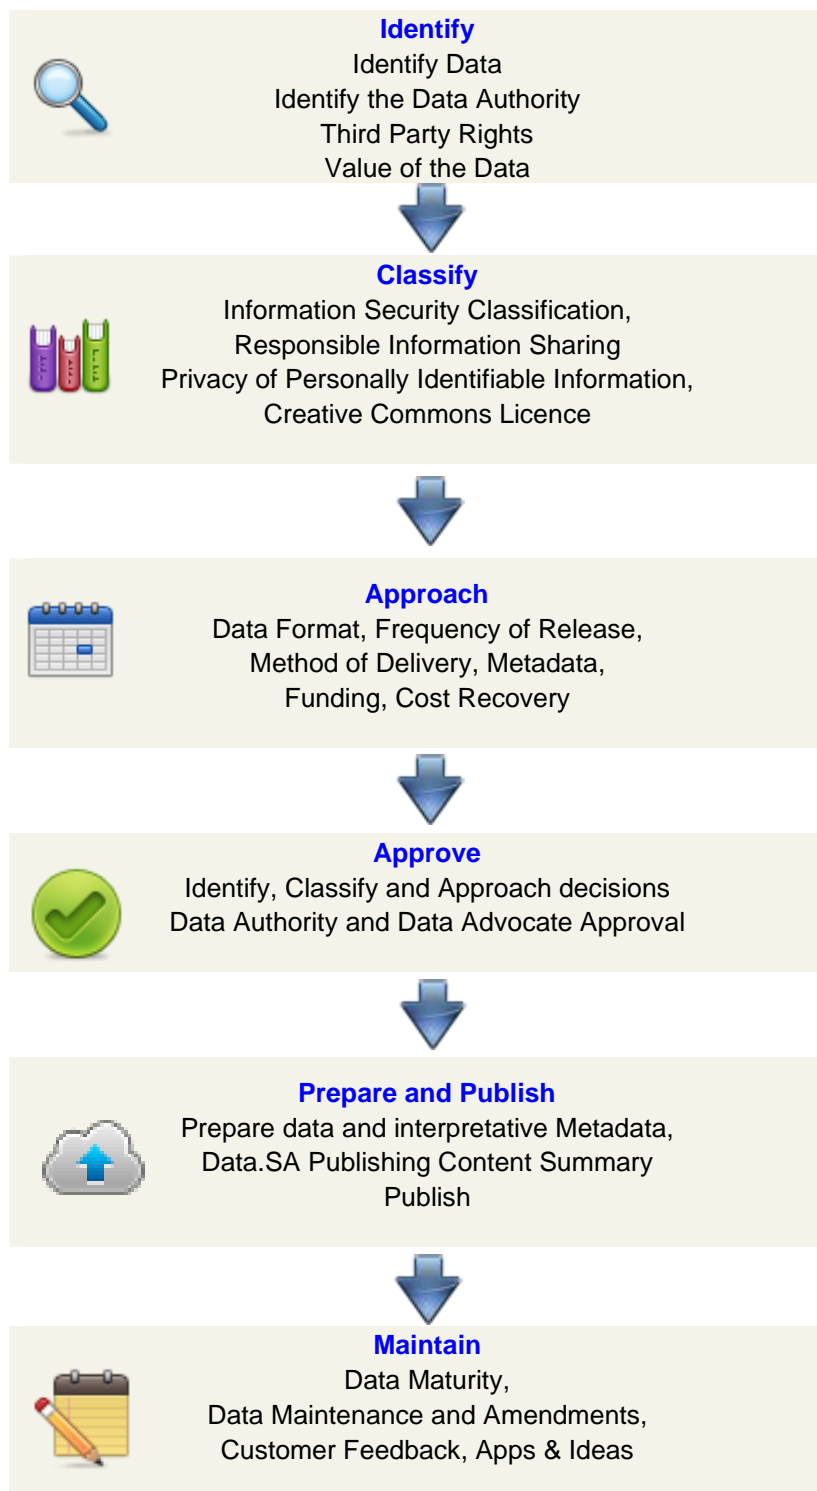 Identify
Identify Data
Identify the Data Authority
Third Party Rights
Value of the Data
Classify
Information Security Classification,
Responsible Information Sharing
Privacy of Personally Identifiable Information,
Creative Commons Licence
Approach
Data Format, Frequency of Release,
Method of Delivery, Metadata,
Funding, Cost Recovery
Approve
Identify, Classify and Approach decisions
Data Authority and Data Advocate Approval
Prepare and Publish
Prepare data and interpretative Metadata,
Data.SA Publishing Content Summary
Publish
Maintain
Data Maturity,
Data Maintenance and Amendments,
Customer Feedback, Apps & Ideas